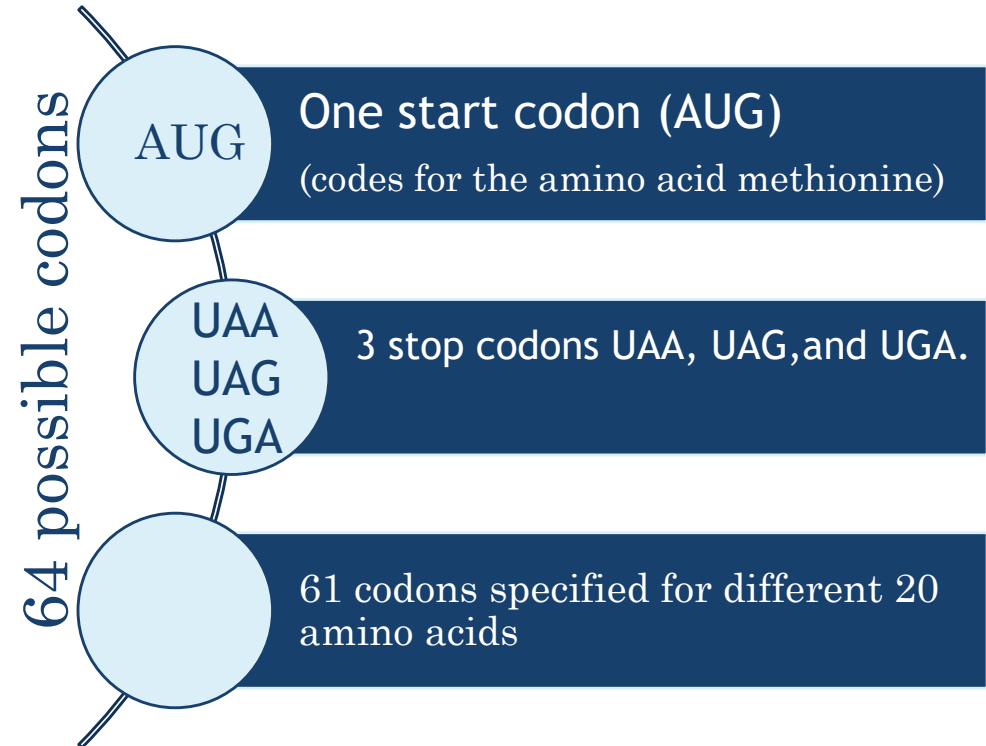 64 possible codons
AUG
One start codon (AUG)
(codes for the amino acid methionine)
UAA
UAG
UGA
3 stop codons UAA, UAG,and UGA.
61 codons specified for different 20
amino acids